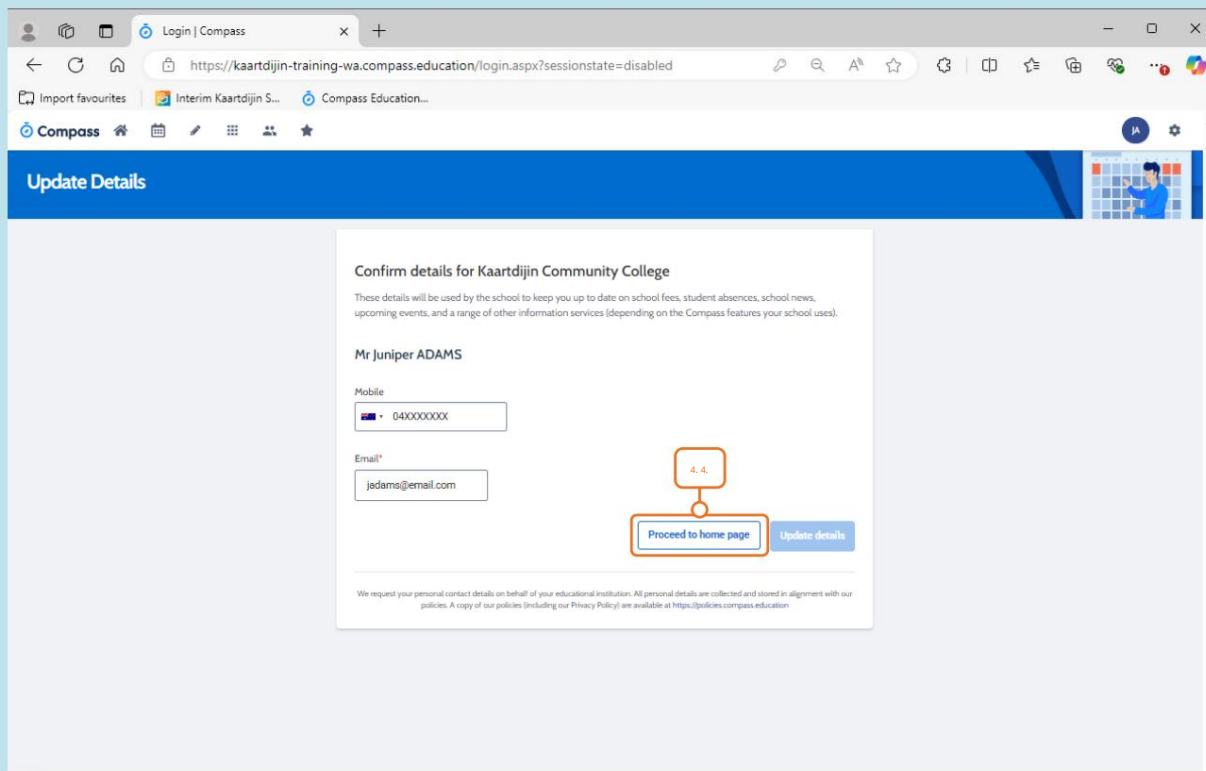 Login | Compass
https://kaartdijin-training-wa.compass.education/login.aspx?sessionstate=disabled
Import favourites
Interim Kaartdijin S...
Compass Education...
Compass
JA
Update Details
Confirm details for Kaartdijin Community College
These details will be used by the school to keep you up to date on school fees, student absences, school news,
upcoming events, and a range of other information services (depending on the Compass features your school uses).
Mr Juniper ADAMS
Mobile
04XXXXXXX
Email*
jadams@email.com
4. 4.
Proceed to home page
Update details
We request your personal contact details on behalf of your educational institution. All personal details are collected and stored in alignment with our
policies. A copy of our policies (including our Privacy Policy) are available at https://policies.compass.education